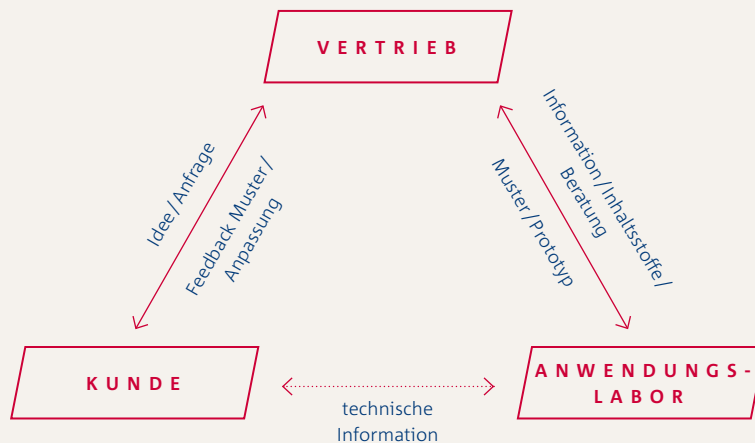 VERTRIEB
Idee/Anfrage
Feedback Muster/
Anpassung
Information/Inhaltsstoffe/
Beratung
Muster/Prototyp
KUNDE
technische
Information
ANWENDUNGS-
LABOR